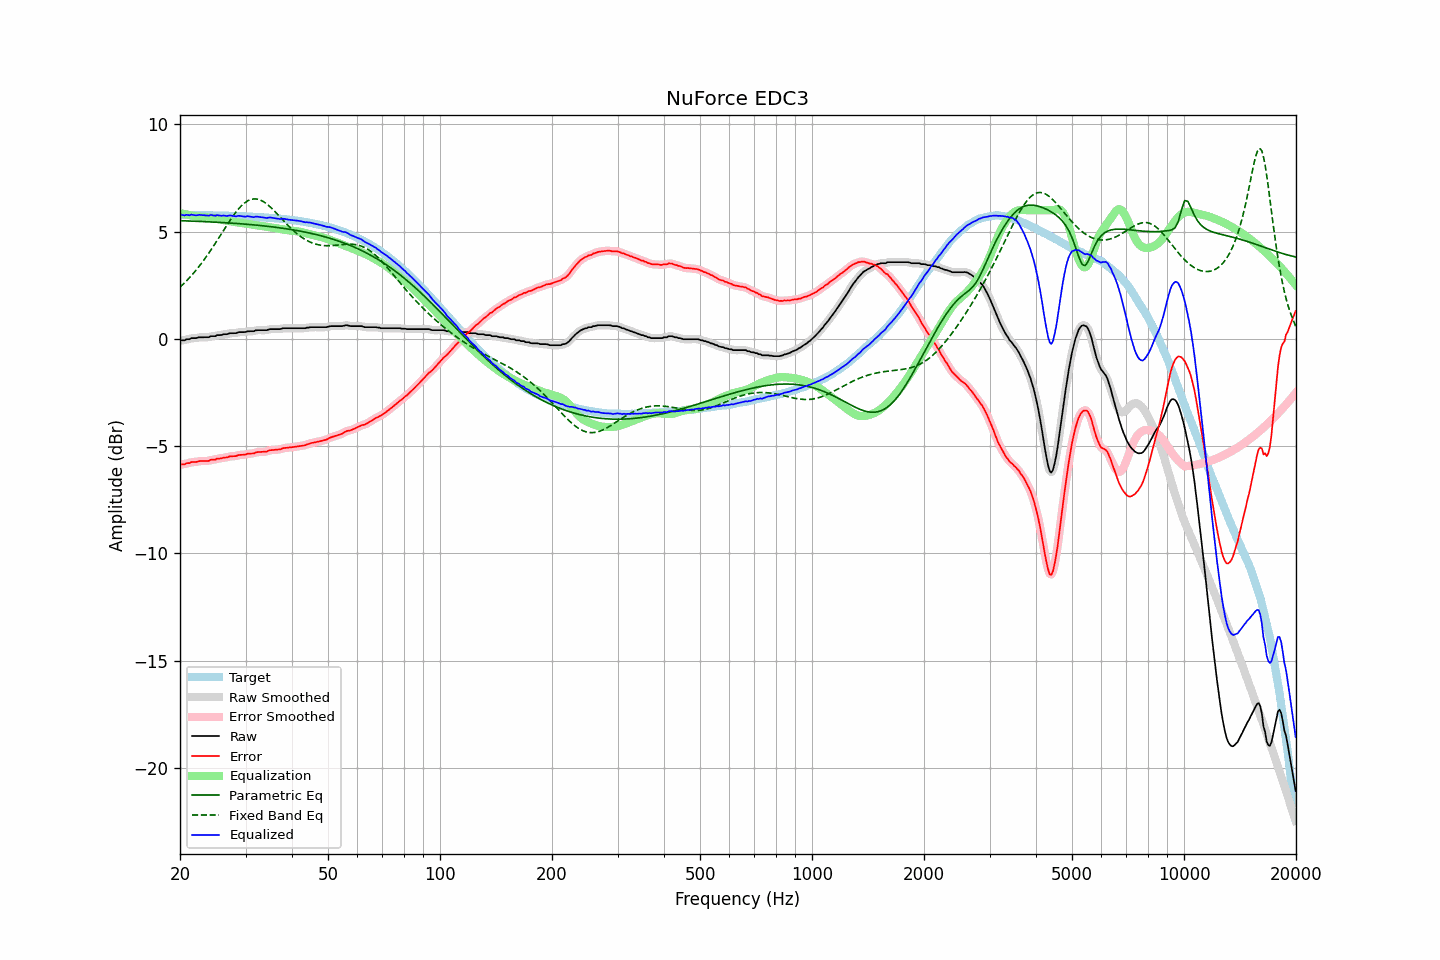 NuForce EDC3
Amplitude (dBr)
10
5
0
−5
−10
−15
−20
Target
Raw Smoothed
Error Smoothed
Raw
Error
Equalization
Parametric Eq
Fixed Band Eq
Equalized
20 50 100 200 500 1000 2000 5000 10000 20000
Frequency (Hz)